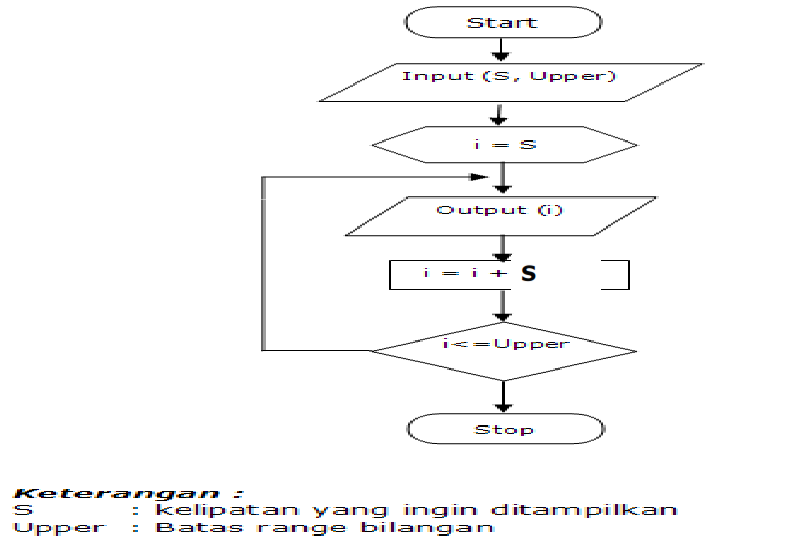 Start
Input (S, Upper)
i = S
Output (i)
i = i + S
i<=Upper
Stop
Keterangan :
S : kelipatan yang ingin ditampilkan
Upper : Batas range bilangan